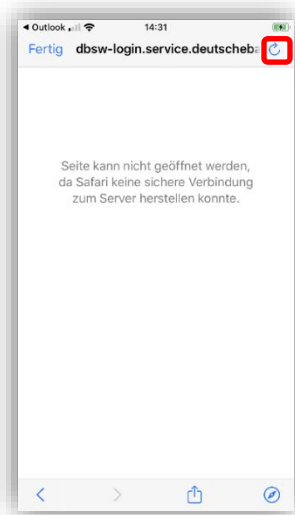 Outlook 14:31
Fertig dbsw-login.service.deutscheba
Seite kann nicht geöffnet werden,
da Safari keine sichere Verbindung
zum Server herstellen konnte.